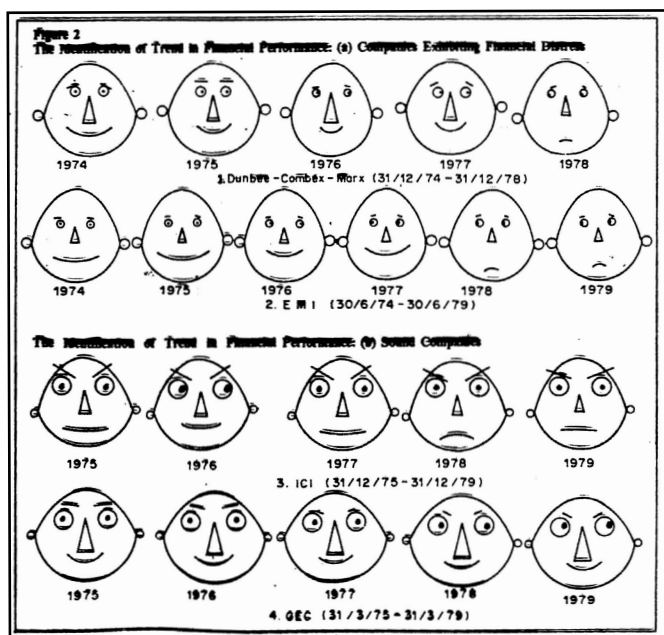 Figure 2
The Identification of Trend in Financial Performance: (a) Companies Exhibiting Financial Distress
1974 1975 1976 1977 1978
1. Dunbee-Combex-Marx (31/12/74-31/12/78)
1974 1975 1976 1977 1978 1979
2. EMI (30/6/74-30/6/79)
The Identification of Trend in Financial Performance: (b) Sound Companies
1975 1976 1977 1978 1979
3. ICI (31/12/75-31/12/79)
1975 1976 1977 1978 1979
4. GEC (31/3/75-31/3/79)